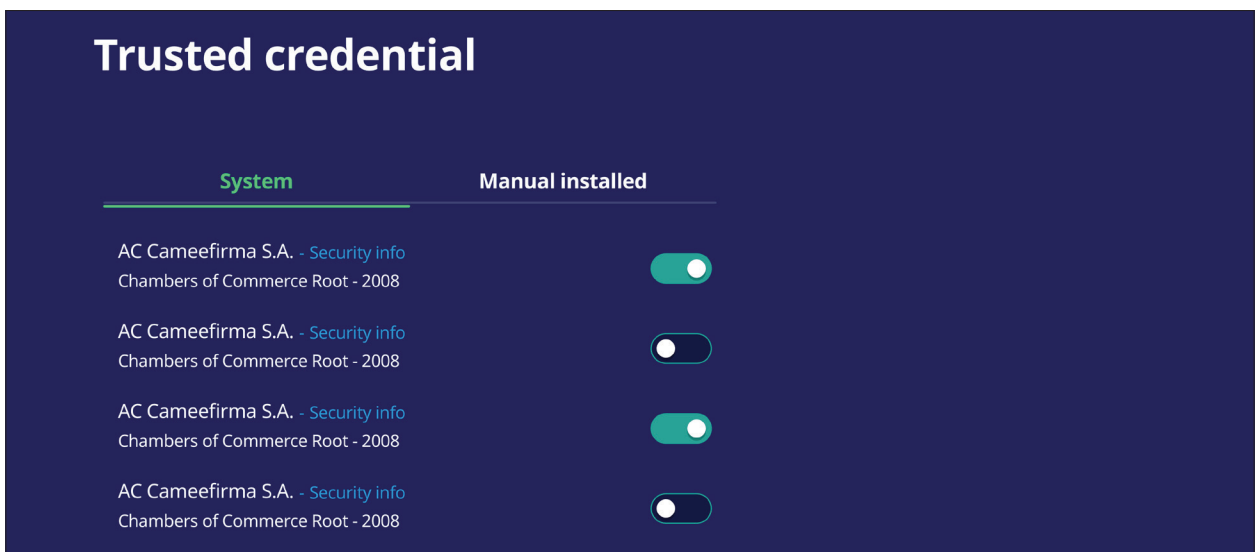 Trusted credential
System Manual installed
AC Cameefirma S.A. - Security info
Chambers of Commerce Root - 2008
AC Cameefirma S.A. - Security info
Chambers of Commerce Root - 2008
AC Cameefirma S.A. - Security info
Chambers of Commerce Root - 2008
AC Cameefirma S.A. - Security info
Chambers of Commerce Root - 2008